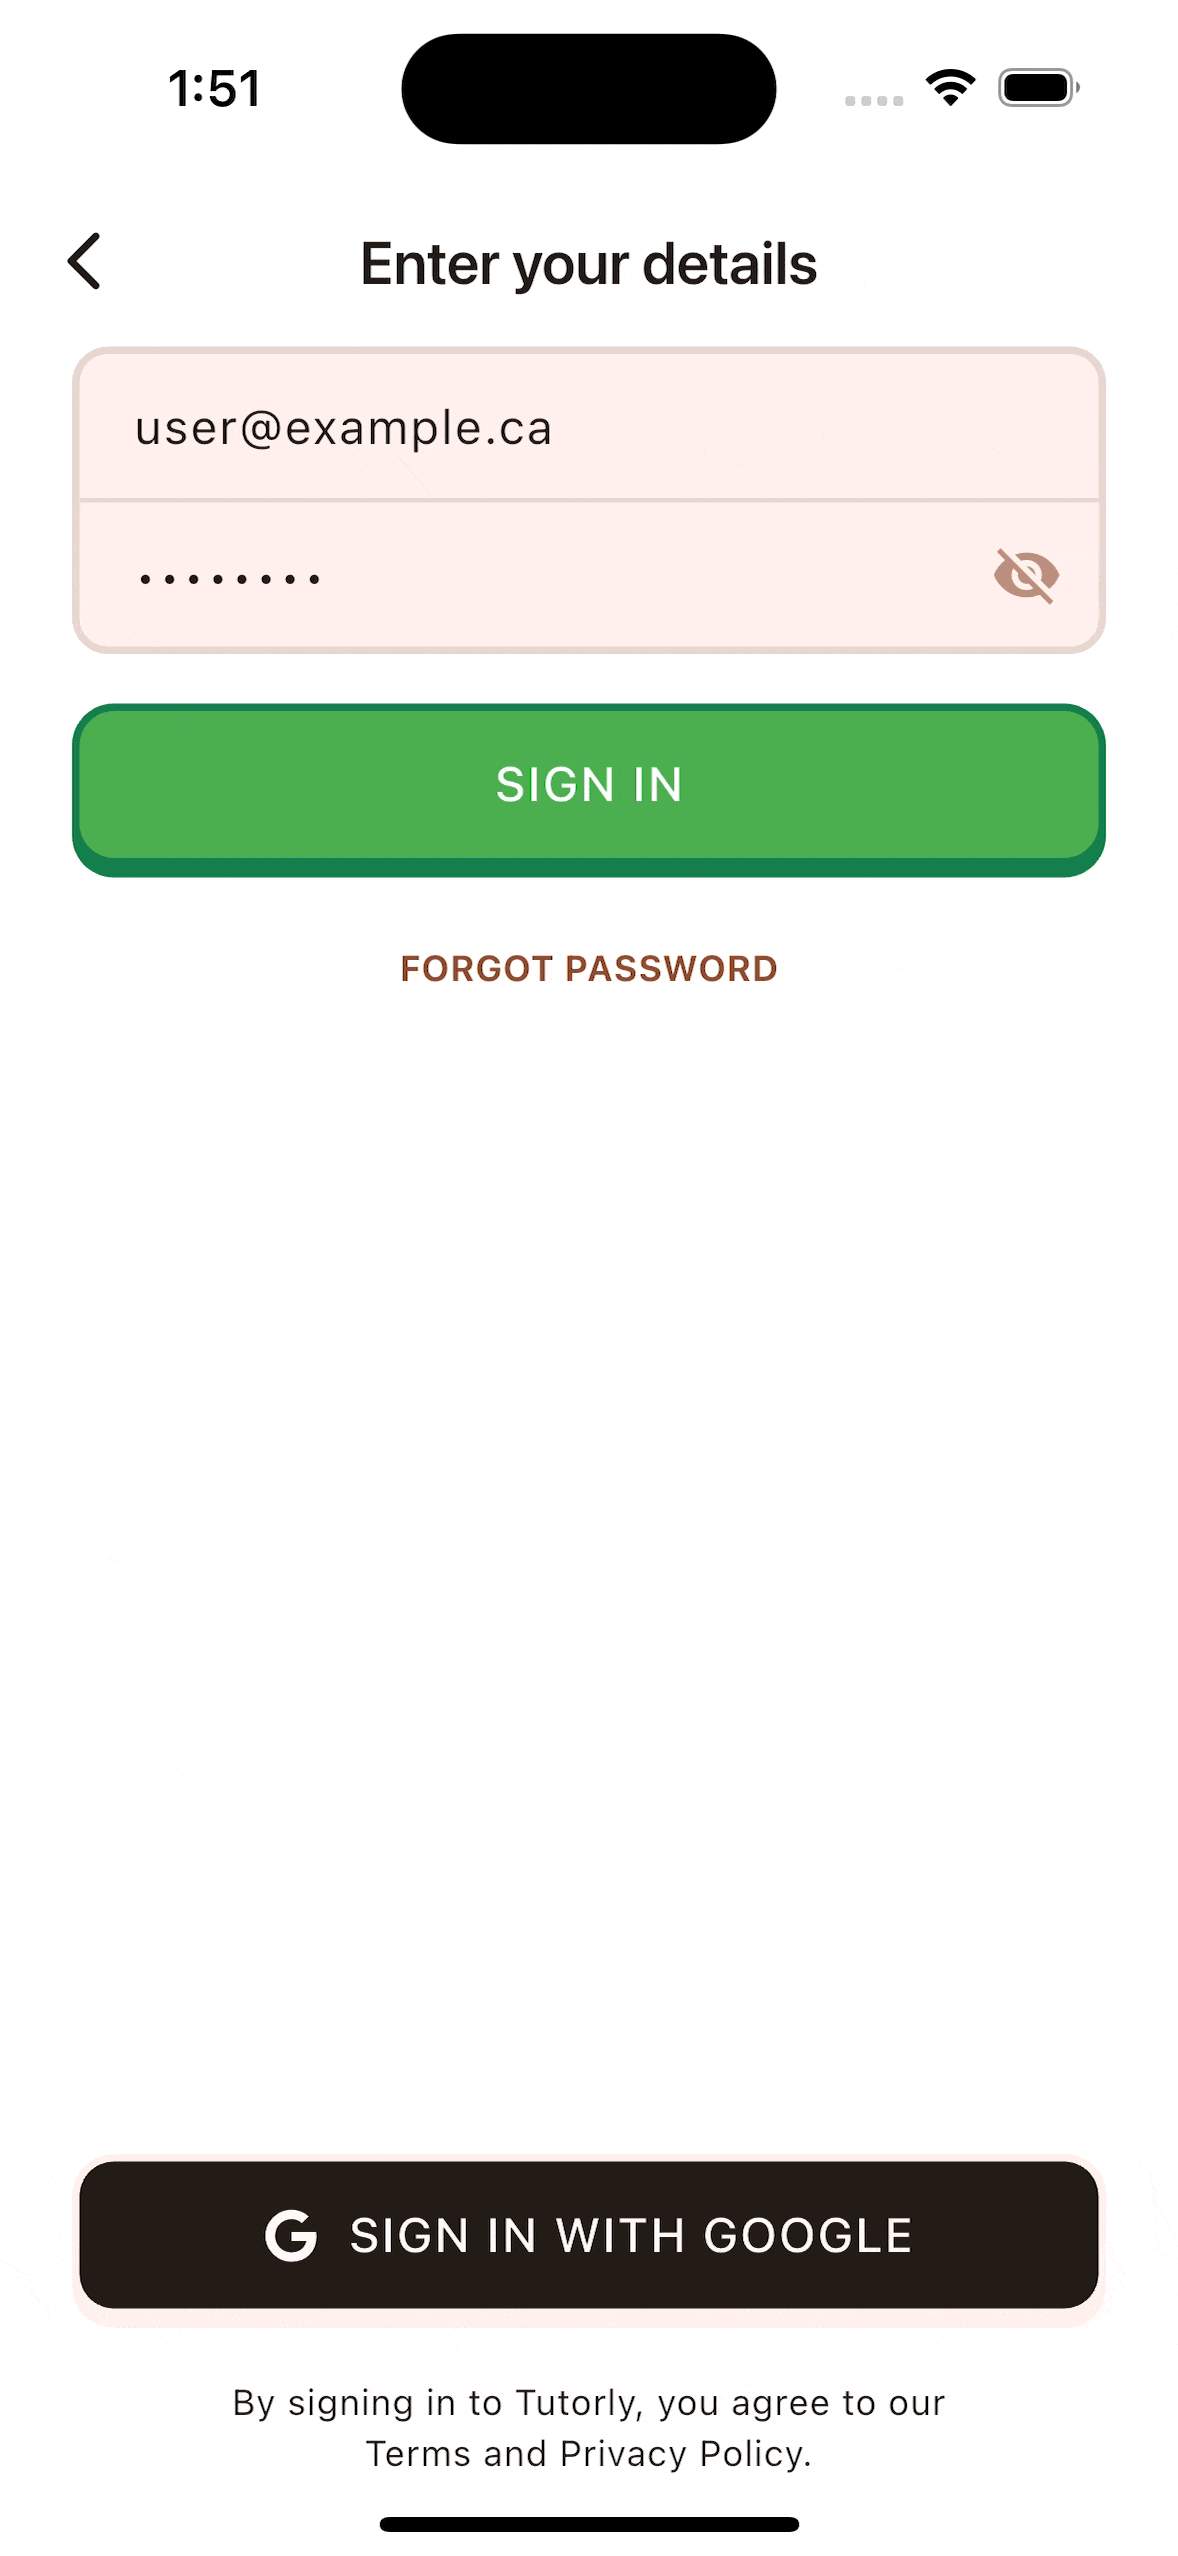 1:51
Enter your details
user@example.ca
••••••••
SIGN IN
FORGOT PASSWORD
SIGN IN WITH GOOGLE
By signing in to Tutorly, you agree to our
Terms and Privacy Policy.